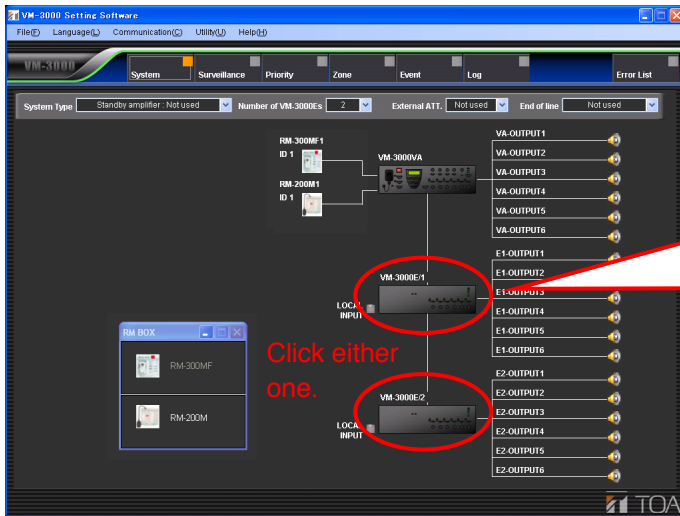 VM-3000 Setting Software
File(F) Language(L) Communication(C) Utility(U) Help(H)
VM-3000
System Surveillance Priority Zone Event Log Error List
System Type Standby amplifier : Not used Number of VM-3000Es 2 External ATT. Not used End of line Not used
RM-300MF1
ID 1
RM-200M1
ID 1
VM-3000VA
VA-OUTPUT1
VA-OUTPUT2
VA-OUTPUT3
VA-OUTPUT4
VA-OUTPUT5
VA-OUTPUT6
VM-3000E/1
LOCAL
INPUT
E1-OUTPUT1
E1-OUTPUT2
E1-OUTPUT3
E1-OUTPUT4
E1-OUTPUT5
E1-OUTPUT6
RM BOX
RM-300MF
RM-200M
Click either
one.
VM-3000E/2
LOCAL
INPUT
E2-OUTPUT1
E2-OUTPUT2
E2-OUTPUT3
E2-OUTPUT4
E2-OUTPUT5
E2-OUTPUT6
TOA